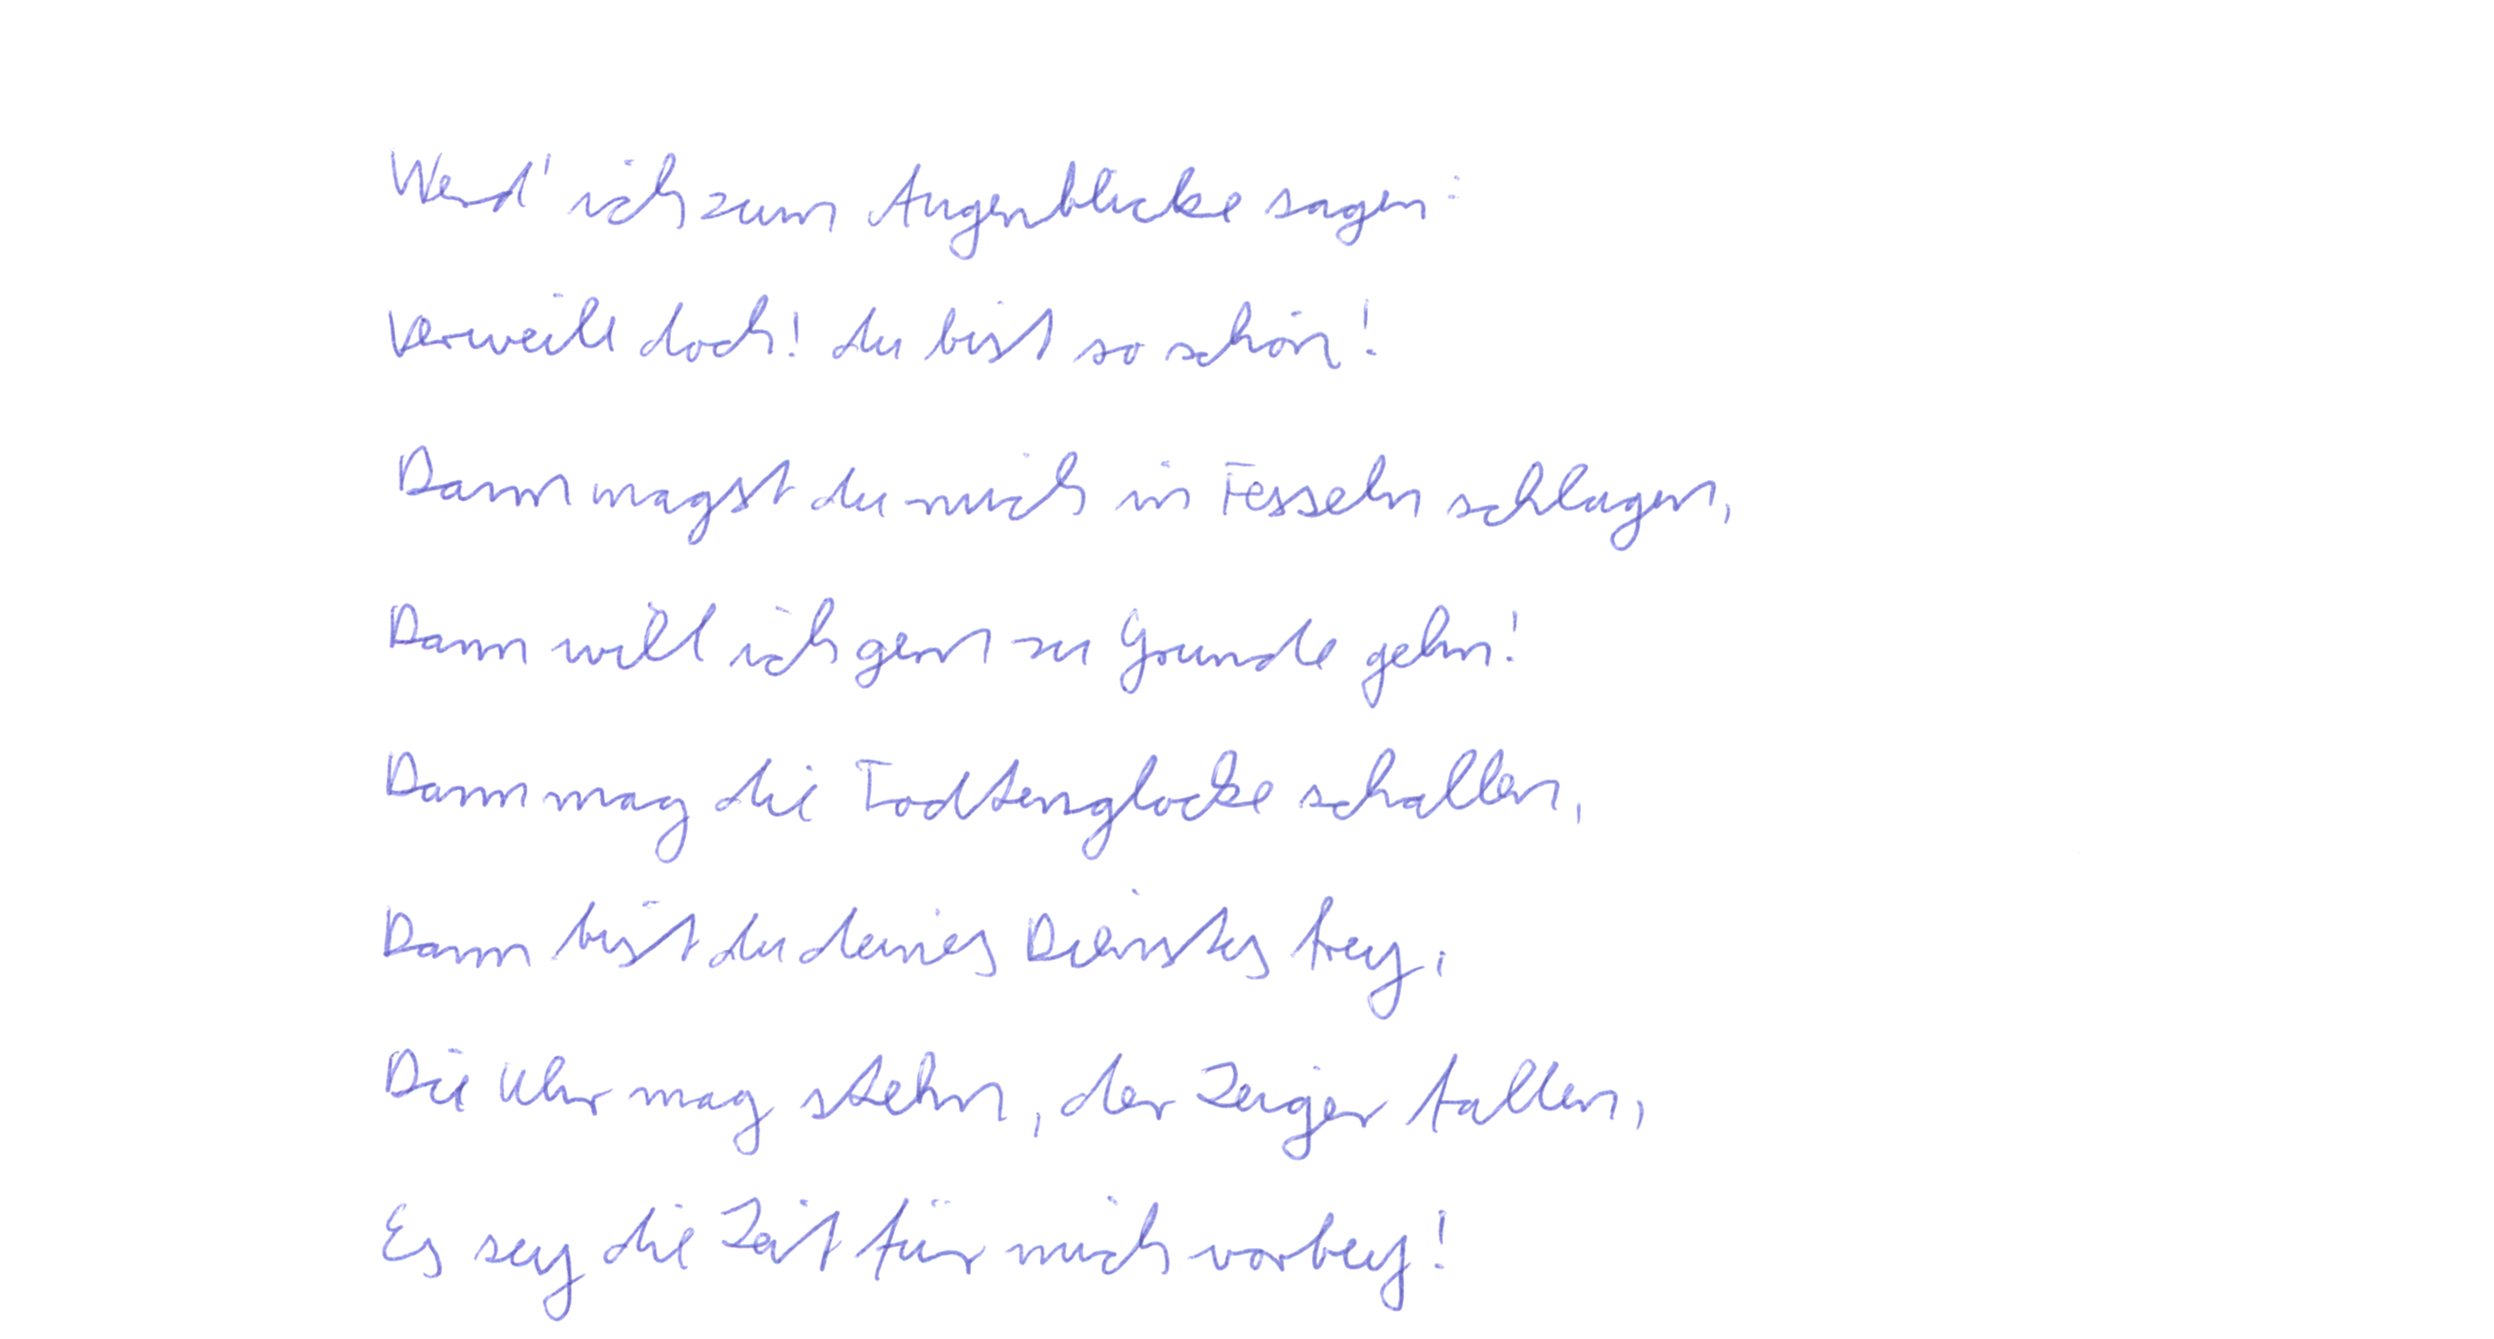 Werd' ich zum Augenblicke sagen:
Verweile doch! du bist so schön!
Dann magst du mich in Fesseln schlagen,
Dann will ich gern zu Grunde gehn!
Dann mag die Todtenglocke schallen,
Dann bist du deines Dienstes frey,
Die Uhr mag stehn, der Zeiger fallen,
Es sey die Zeit für mich vorbey!